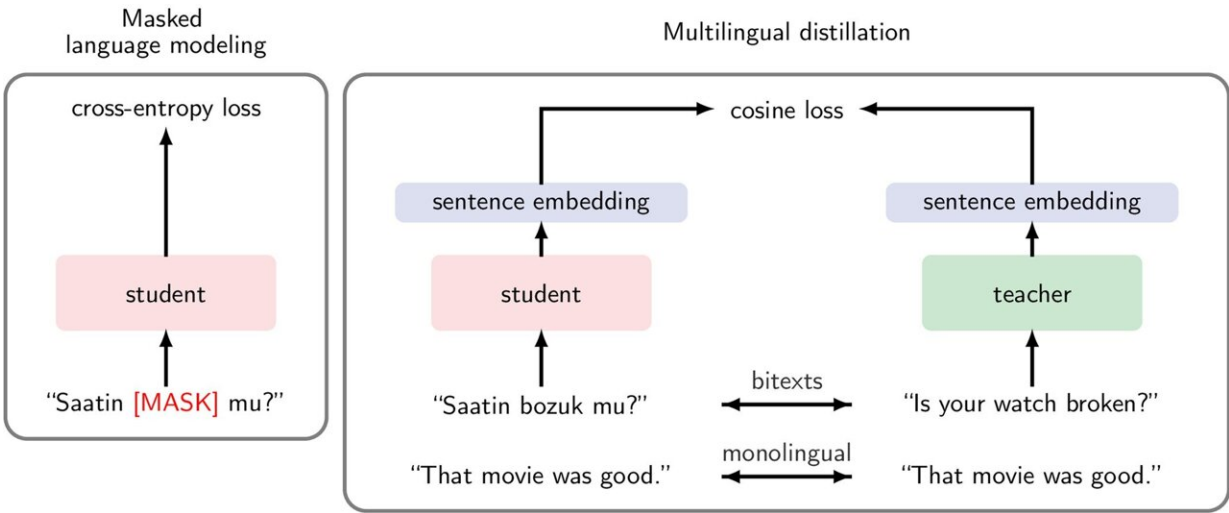 Masked
language modeling
cross-entropy loss
student
“Saatin [MASK] mu?”
Multilingual distillation
cosine loss
sentence embedding
sentence embedding
student
teacher
“Saatin bozuk mu?”
bitexts
“Is your watch broken?”
“That movie was good.”
monolingual
“That movie was good.”